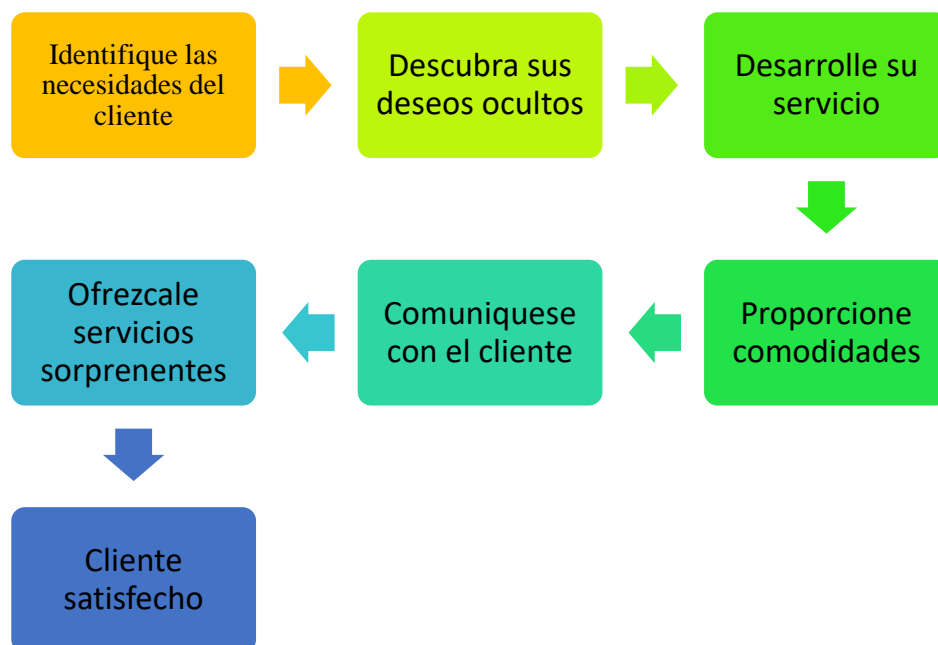 Identifique las
necesidades del
cliente
Descubra sus
deseos ocultos
Desarrolle su
servicio
Proporcione
comodidades
Comuniquese
con el cliente
Ofrezcale
servicios
sorprenentes
Cliente
satisfecho